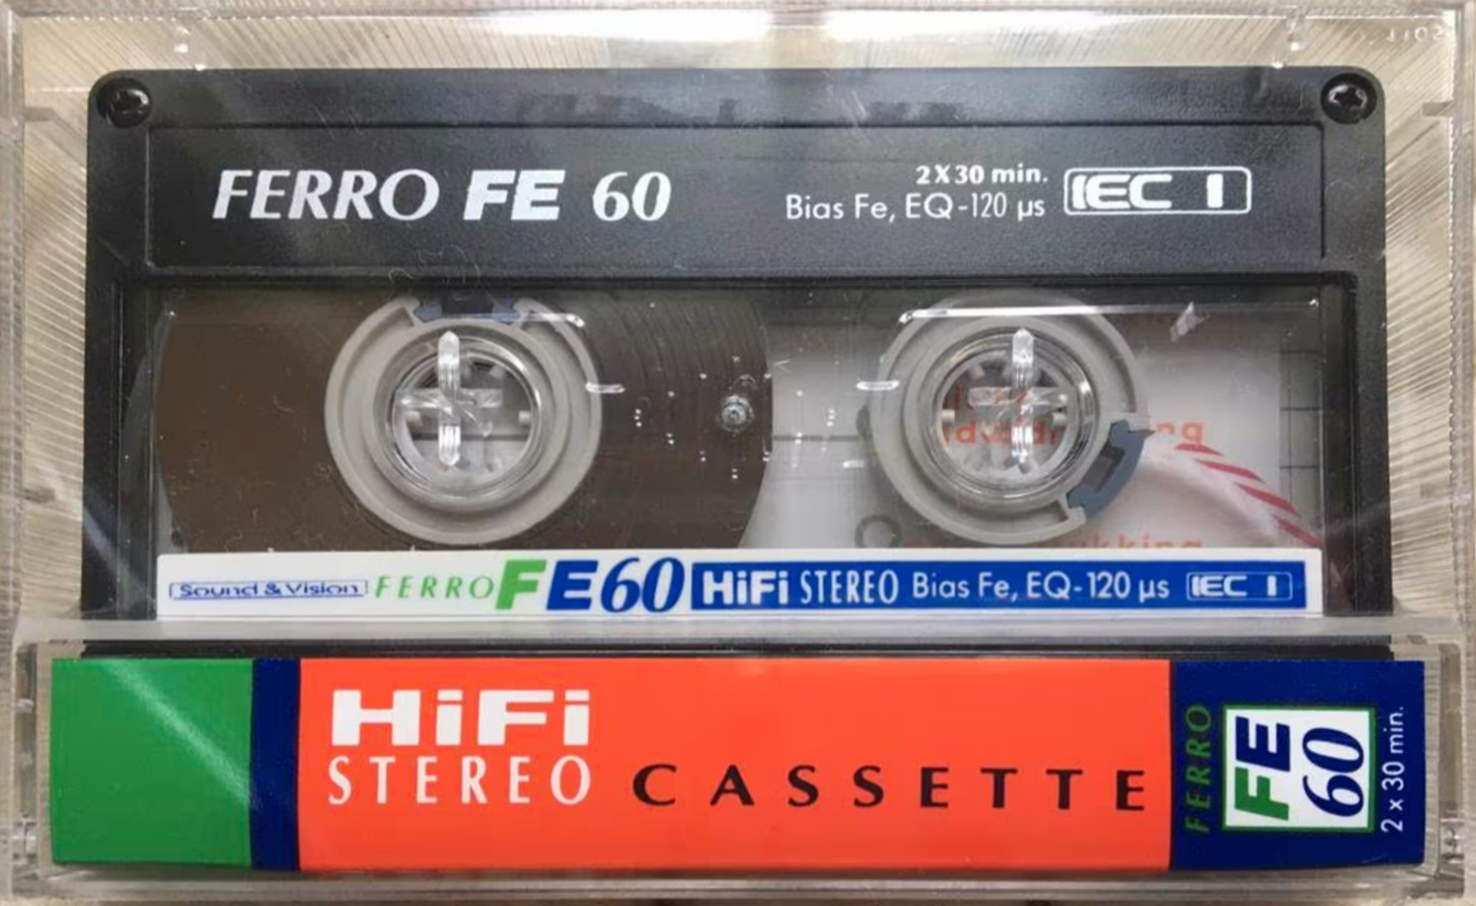 FERRO FE 60
2X30 min.
Bias Fe, EQ-120 µs
IEC I
Sound & Vision FERRO FE60 HiFi STEREO Bias Fe, EQ-120 µs IEC I
HiFi
STEREO CASSETTE
FERRO
FE
60
2 x 30 min.